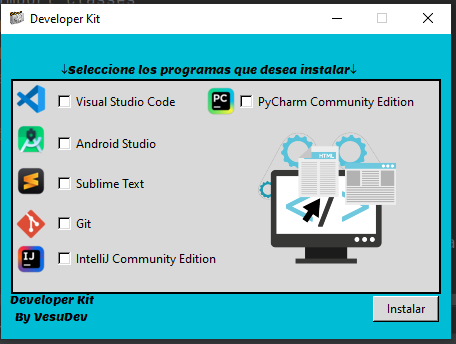 Developer Kit
↓Seleccione los programas que desea instalar↓
Visual Studio Code
PC
PyCharm Community Edition
Android Studio
HTML
Sublime Text
Git
IJ
IntelliJ Community Edition
Developer Kit
By VesuDev
Instalar